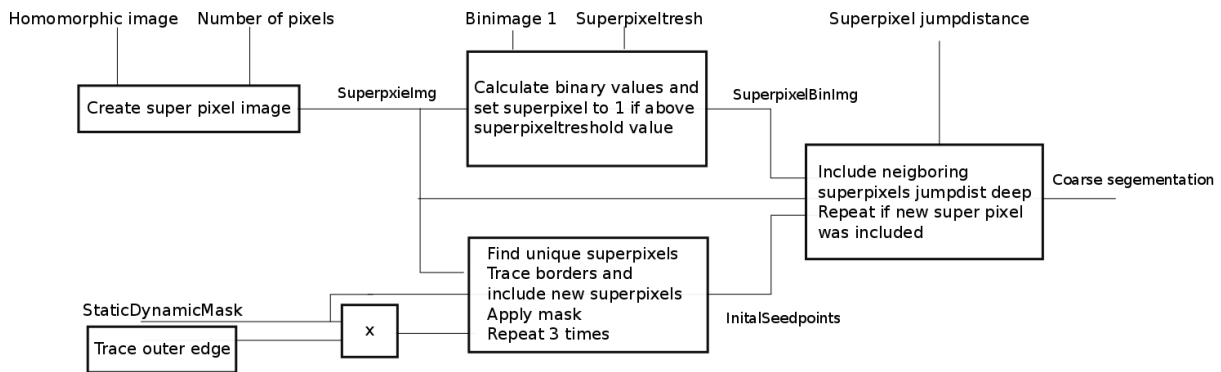 Homomorphic image
Number of pixels
Binimage 1
Superpixeltresh
Superpixel jumpdistance
Create super pixel image
SuperpxieImg
Calculate binary values and
set superpixel to 1 if above
superpixeltreshold value
SuperpixelBinImg
Include neigboring
superpixels jumpdist deep
Repeat if new super pixel
was included
Coarse segementation
Find unique superpixels
Trace borders and
include new superpixels
Apply mask
Repeat 3 times
StaticDynamicMask
Trace outer edge
x
InitalSeedpoints